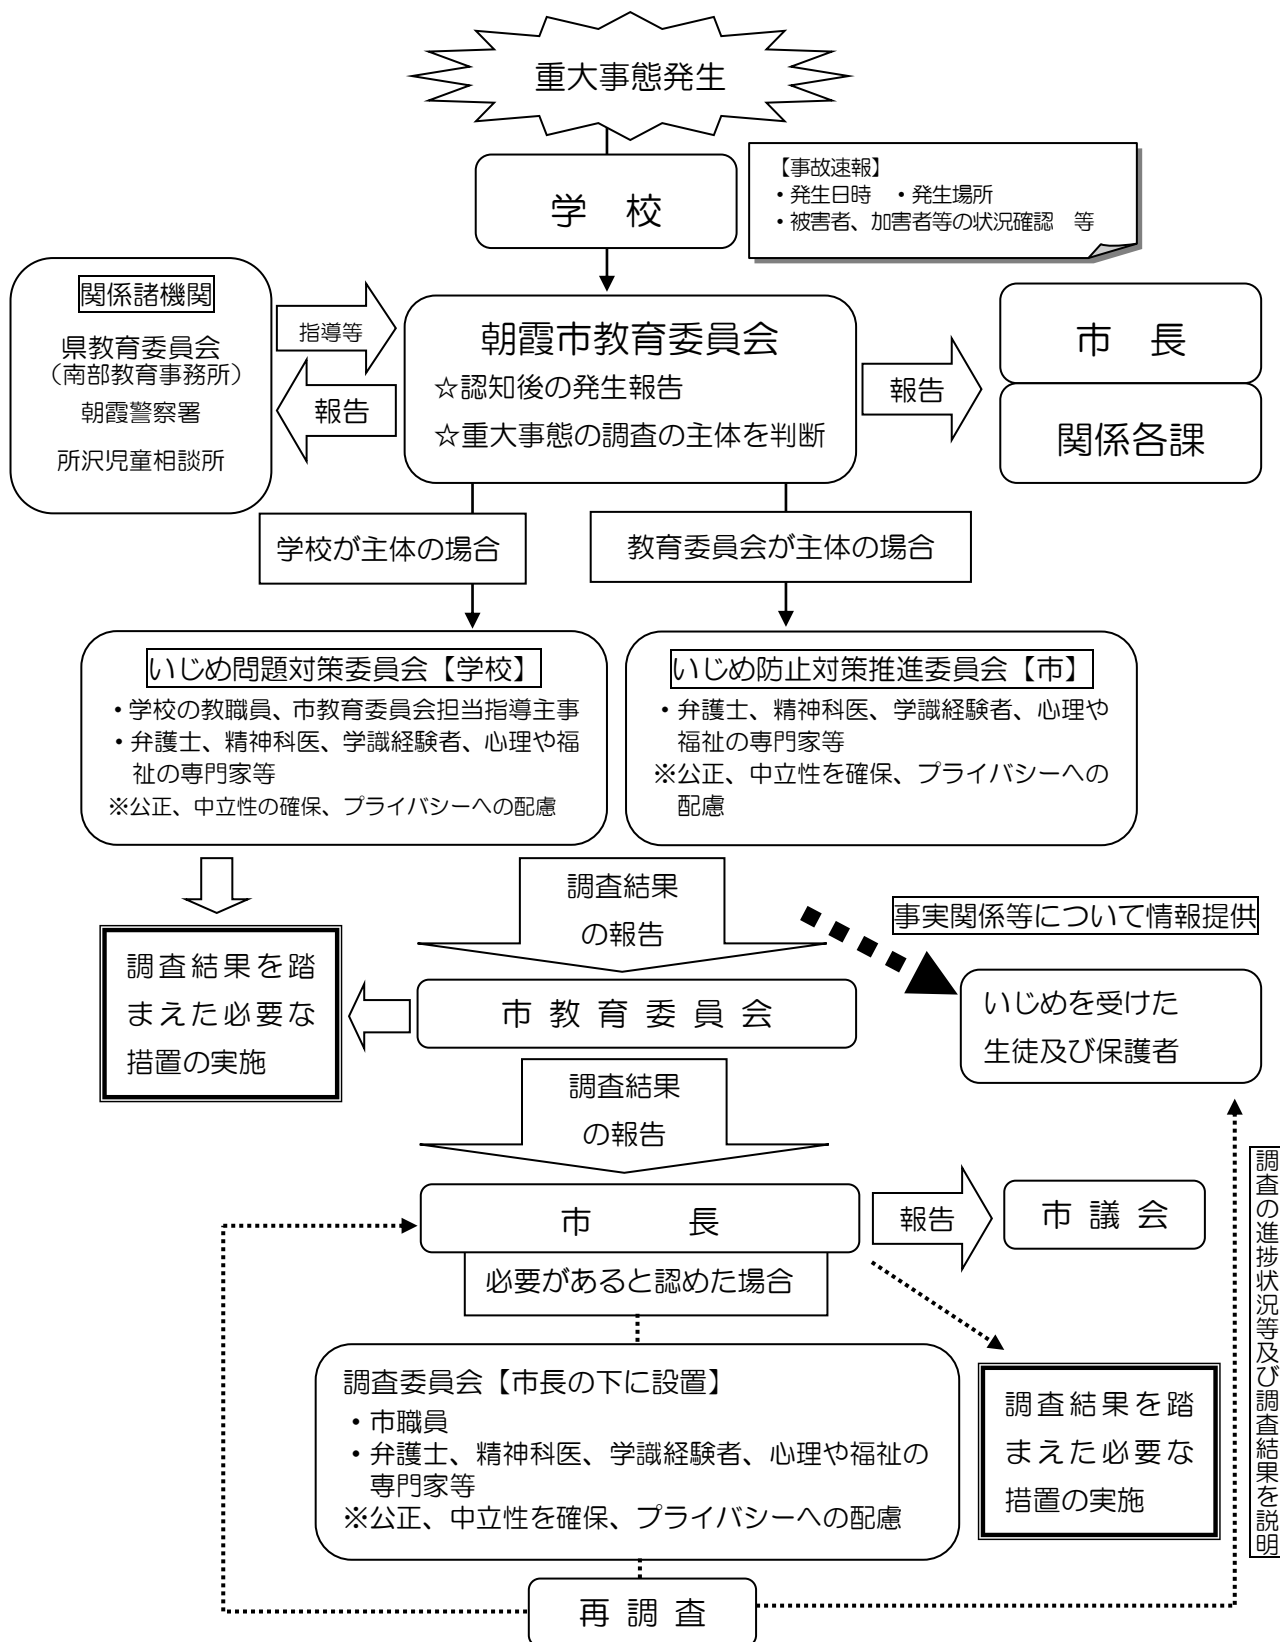 重大事態発生
学　校
【事故速報】
・発生日時　・発生場所
・被害者、加害者等の状況確認　等
関係諸機関
県教育委員会
（南部教育事務所）
朝霞警察署
所沢児童相談所
指導等
報告
朝霞市教育委員会
☆認知後の発生報告
☆重大事態の調査の主体を判断
報告
市　長
関係各課
学校が主体の場合
教育委員会が主体の場合
いじめ問題対策委員会【学校】
・学校の教職員、市教育委員会担当指導主事
・弁護士、精神科医、学識経験者、心理や福
祉の専門家等
※公正、中立性の確保、プライバシーへの配慮
いじめ防止対策推進委員会【市】
・弁護士、精神科医、学識経験者、心理や
福祉の専門家等
※公正、中立性を確保、プライバシーへの
配慮
調査結果
の報告
事実関係等について情報提供
調査結果を踏
まえた必要な
措置の実施
市教育委員会
いじめを受けた
生徒及び保護者
調査結果
の報告
市　長
報告
市議会
必要があると認めた場合
調査の進捗状況等及び調査結果を説明
調査委員会【市長の下に設置】
・市職員
・弁護士、精神科医、学識経験者、心理や福祉の
専門家等
※公正、中立性を確保、プライバシーへの配慮
調査結果を踏
まえた必要な
措置の実施
再調査